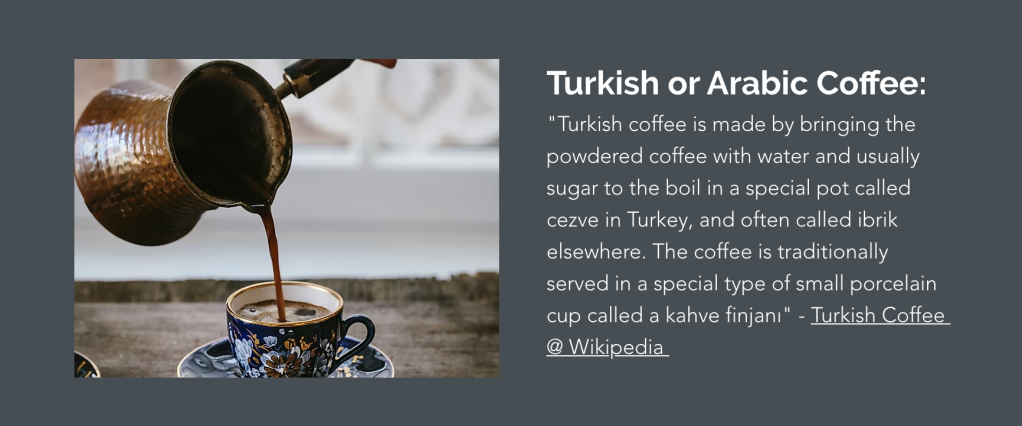 Turkish or Arabic Coffee:
"Turkish coffee is made by bringing the
powdered coffee with water and usually
sugar to the boil in a special pot called
cezve in Turkey, and often called ibrik
elsewhere. The coffee is traditionally
served in a special type of small porcelain
cup called a kahve finjanı" - Turkish Coffee
@ Wikipedia